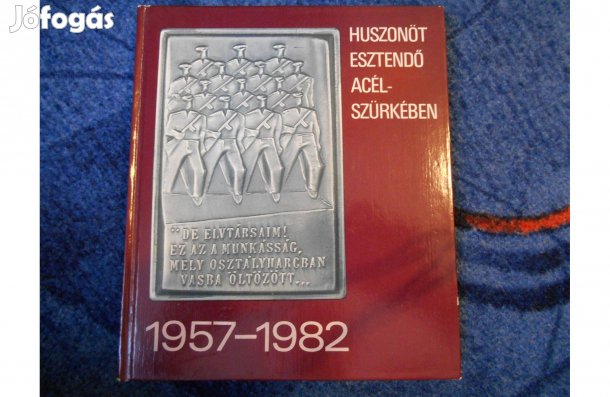 Jófogás
HUSZONÖT
ESZTENDŐ
ACÉL-
SZÜRKÉBEN
"DE ELVTÁRSAIM!
EZ AZ A MUNKÁSSÁG,
MELY OSZTÁLYHARCBAN
VASBA ÖLTÖZÖTT...
1957–1982